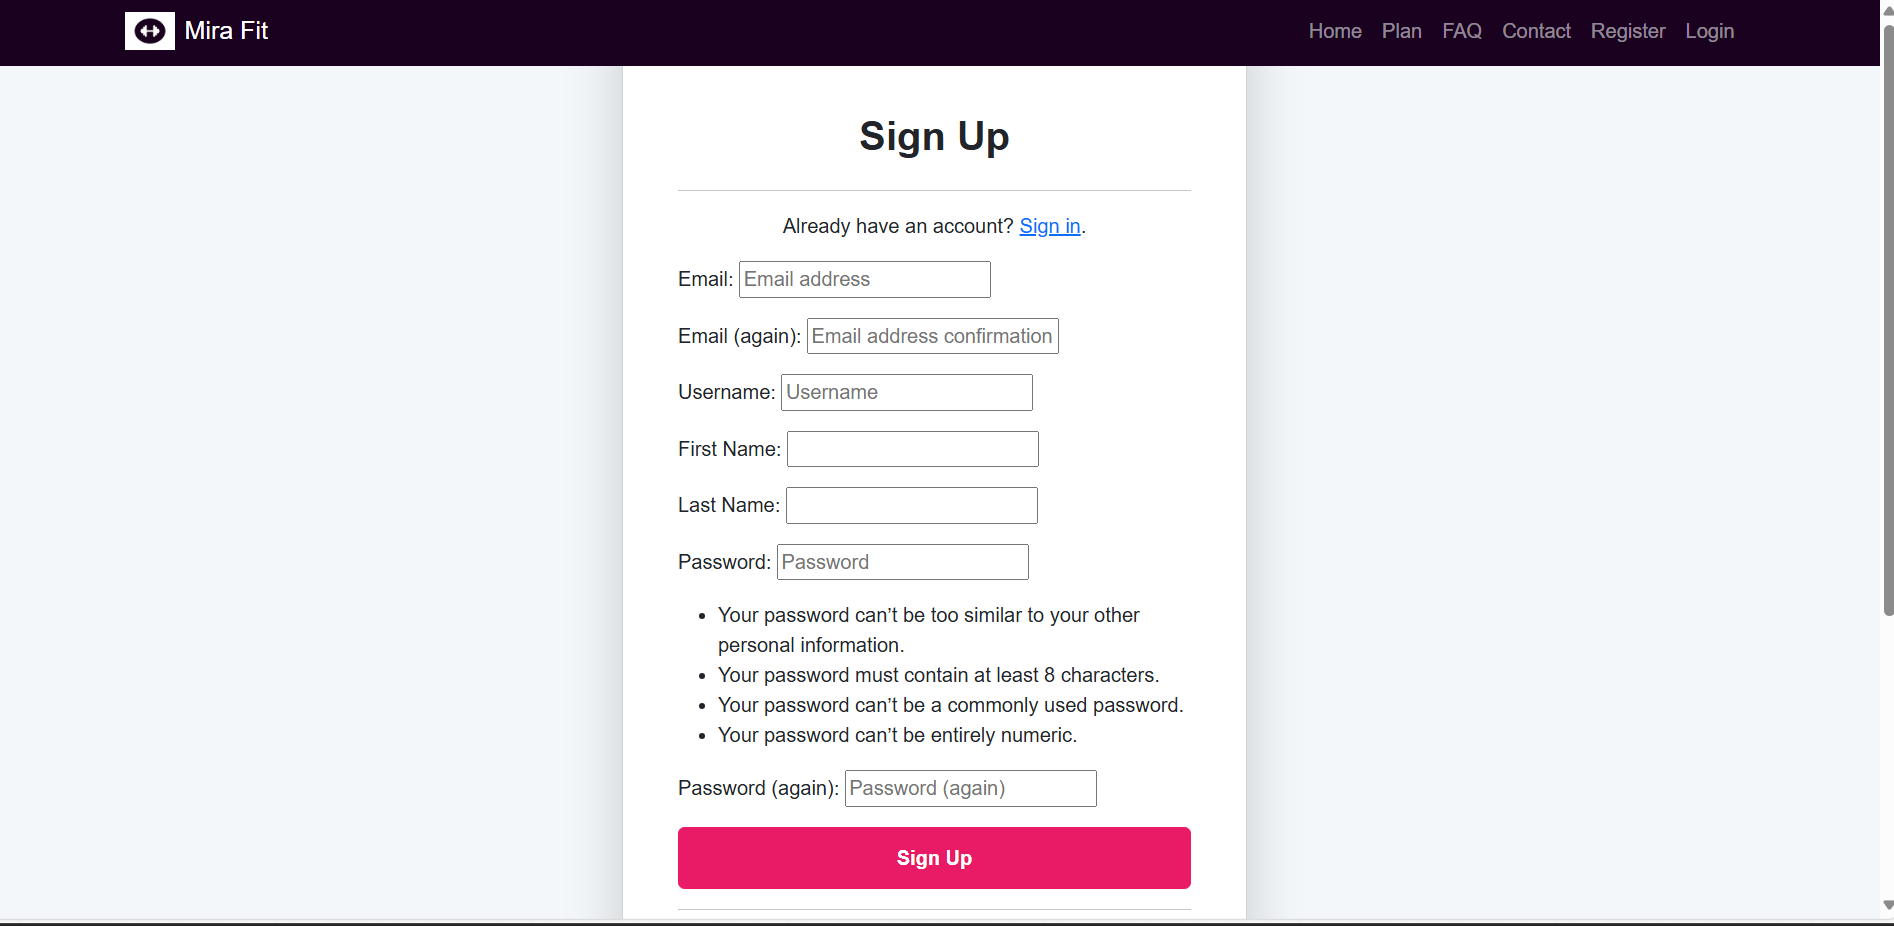 Mira Fit
Home Plan FAQ Contact Register Login
Sign Up
Already have an account? Sign in.
Email: Email address
Email (again): Email address confirmation
Username: Username
First Name:
Last Name:
Password: Password
• Your password can’t be too similar to your other
personal information.
• Your password must contain at least 8 characters.
• Your password can’t be a commonly used password.
• Your password can’t be entirely numeric.
Password (again): Password (again)
Sign Up